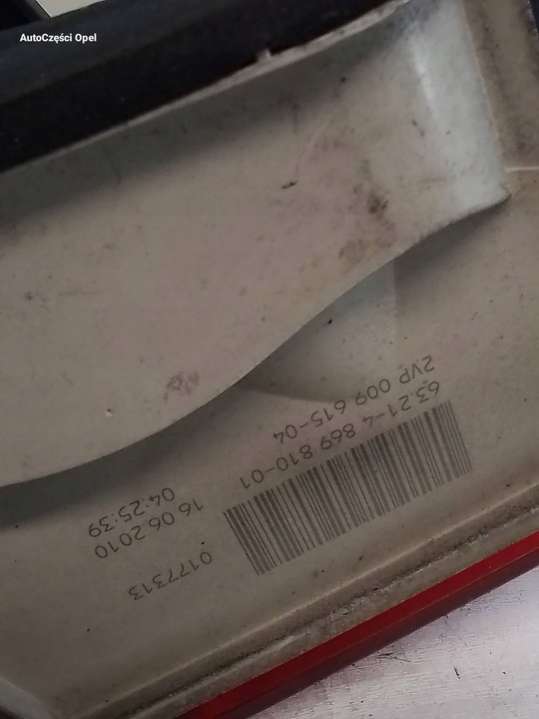 AutoCzęści Opel
2VP 009 615-04
63.21-4 869 810-01
04:25:39
16.06.2010
0177313